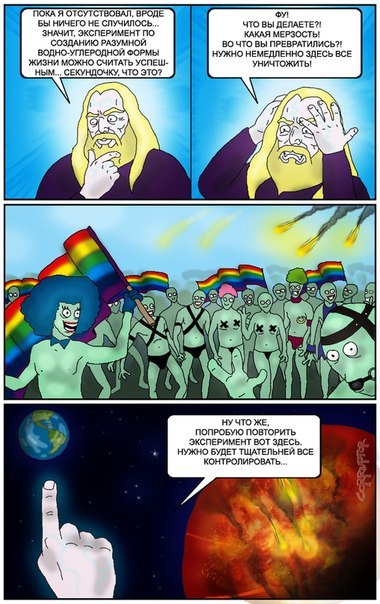 ПОКА Я ОТСУТСТВОВАЛ, ВРОДЕ
БЫ НИЧЕГО НЕ СЛУЧИЛОСЬ...
ЗНАЧИТ, ЭКСПЕРИМЕНТ ПО
СОЗДАНИЮ РАЗУМНОЙ
ВОДНО-УГЛЕРОДНОЙ ФОРМЫ
ЖИЗНИ МОЖНО СЧИТАТЬ УСПЕШ-
НЫМ... СЕКУНДОЧКУ, ЧТО ЭТО?
ФУ!
ЧТО ВЫ ДЕЛАЕТЕ?!
КАКАЯ МЕРЗОСТЬ!
ВО ЧТО ВЫ ПРЕВРАТИЛИСЬ?!
НУЖНО НЕМЕДЛЕННО ЗДЕСЬ ВСЕ
УНИЧТОЖИТЬ!
НУ ЧТО ЖЕ,
ПОПРОБУЮ ПОВТОРИТЬ
ЭКСПЕРИМЕНТ ВОТ ЗДЕСЬ.
НУЖНО БУДЕТ ТЩАТЕЛЬНЕЙ ВСЕ
КОНТРОЛИРОВАТЬ...